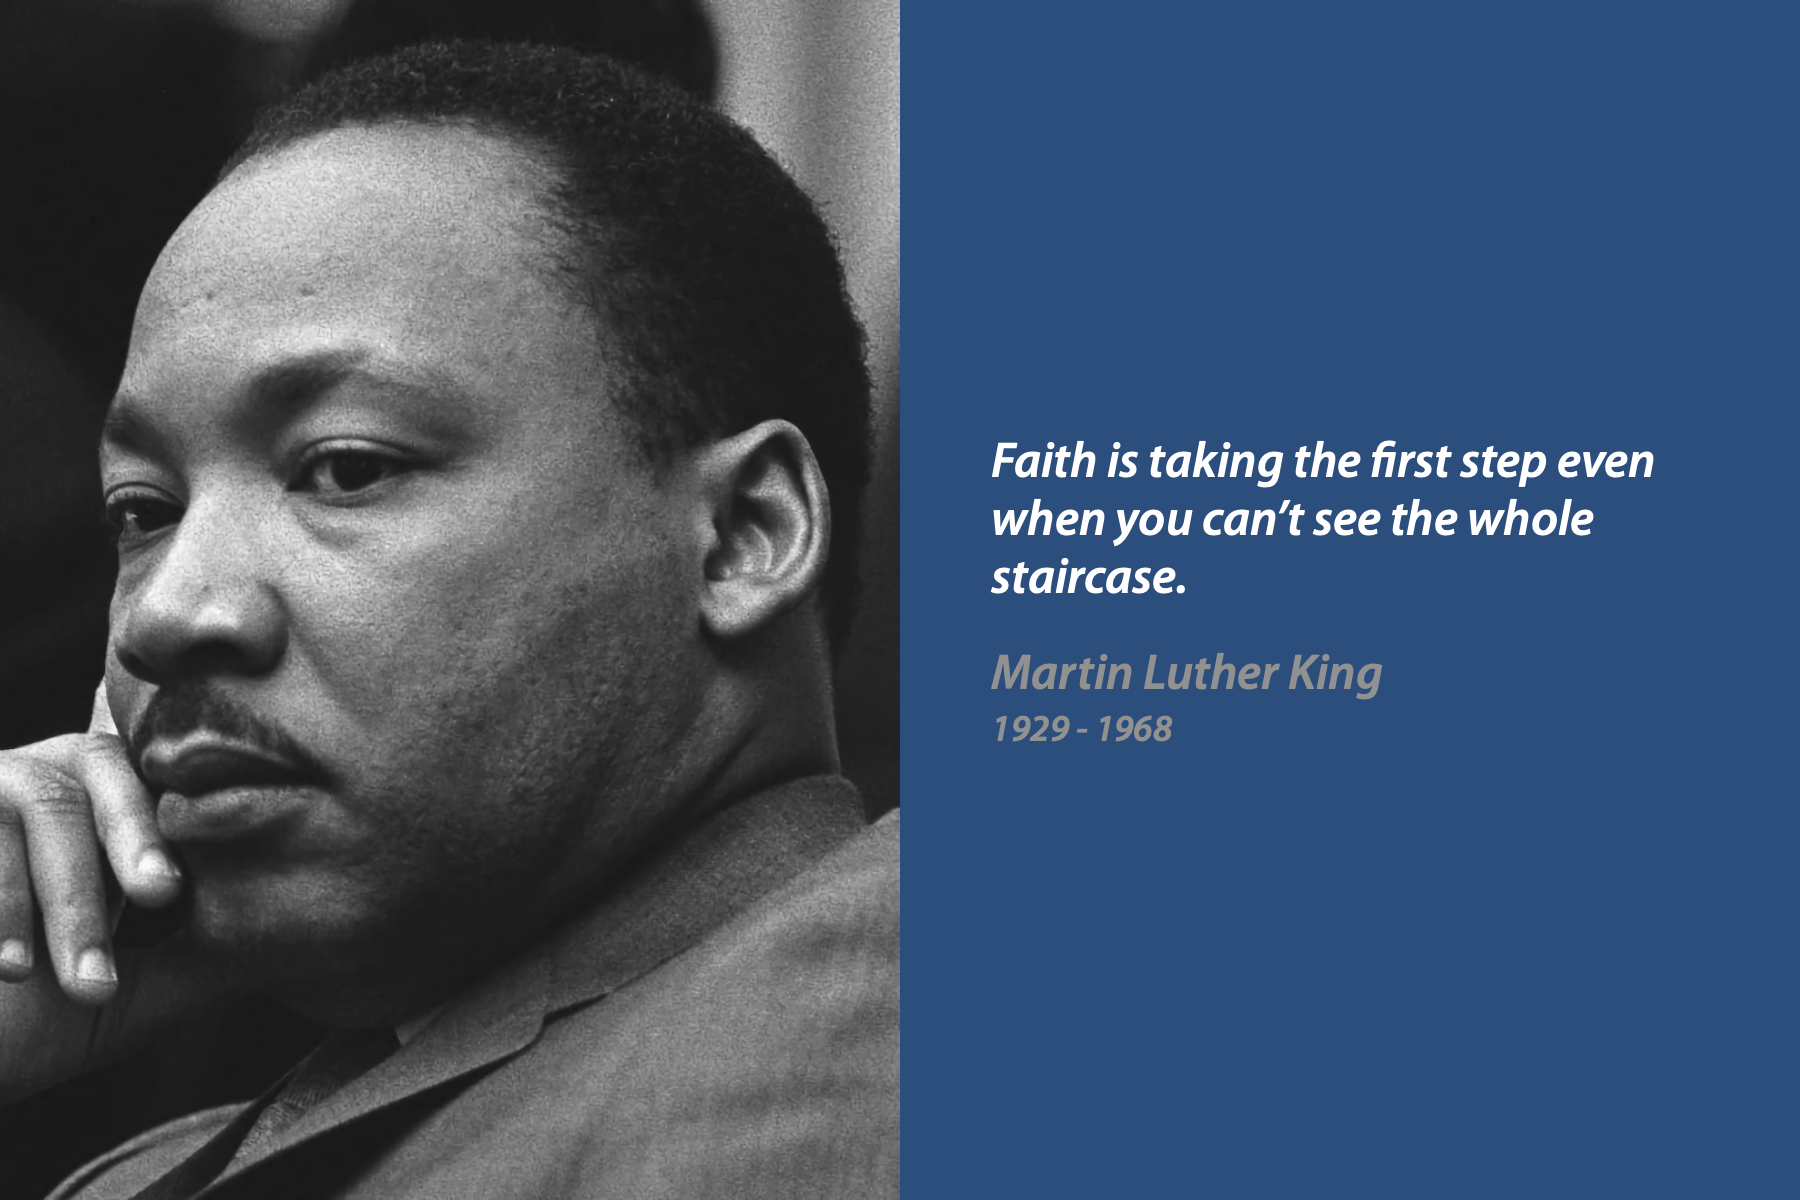 Faith is taking the first step even
when you can’t see the whole
staircase.
Martin Luther King
1929 - 1968